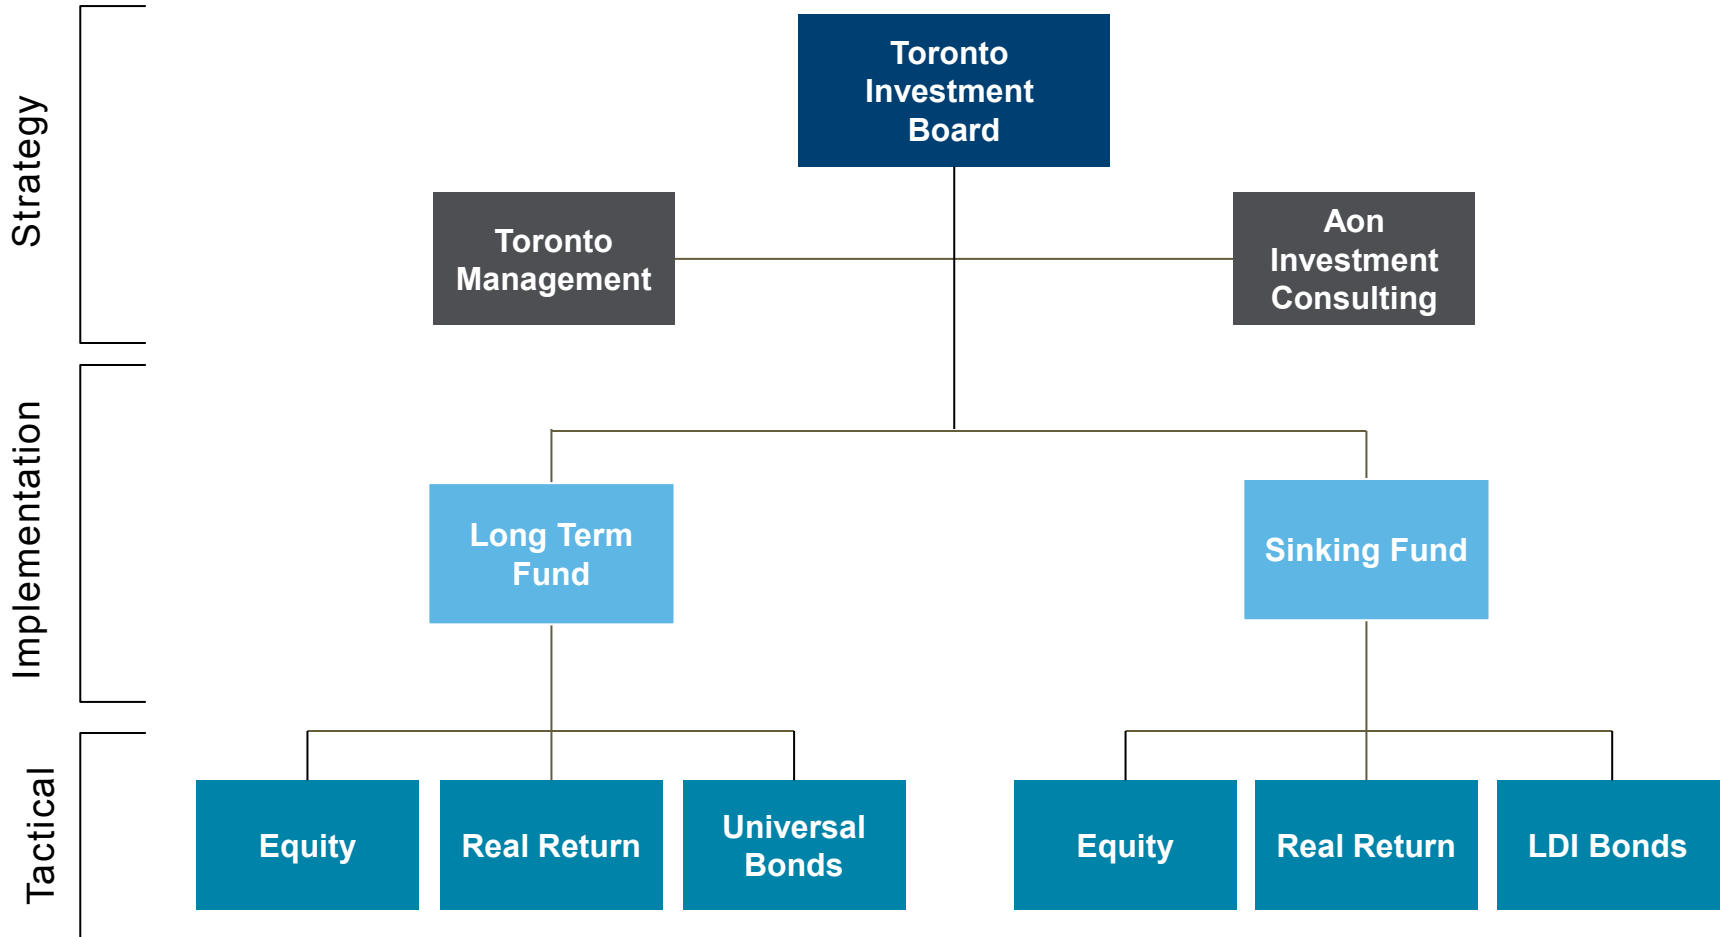 Strategy
Toronto
Investment
Board
Toronto
Management
Aon
Investment
Consulting
Implementation
Long Term
Fund
Sinking Fund
Tactical
Equity
Real Return
Universal
Bonds
Equity
Real Return
LDI Bonds